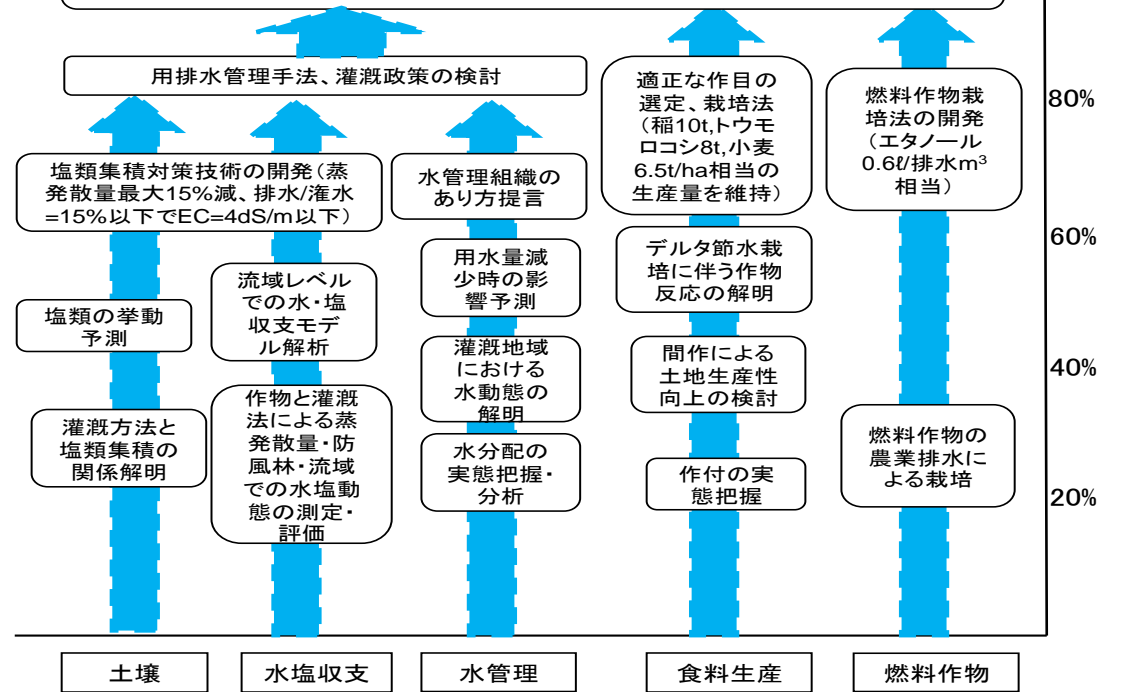 用排水管理手法、灌漑政策の検討
適正な作目の
選定、栽培法
（稲10t,トウモ
ロコシ8t,小麦
6.5t/ha相当の
生産量を維持）
燃料作物栽
培法の開発
（エタノール
0.6ℓ/排水m³
相当）
80%
塩類集積対策技術の開発（蒸
発散量最大15%減、排水/潅水
=15%以下でEC=4dS/m以下）
水管理組織の
あり方提言
60%
用水量減
少時の影
響予測
デルタ節水栽
培に伴う作物
反応の解明
流域レベル
での水・塩
収支モデ
ル解析
塩類の挙動
予測
灌漑地域
における
水動態の
解明
間作による
土地生産性
向上の検討
40%
作物と灌漑
法による蒸
発散量・防
風林・流域
での水塩動
態の測定・
評価
灌漑方法と
塩類集積の
関係解明
水分配の
実態把握・
分析
作付の実
態把握
燃料作物の
農業排水に
よる栽培
20%
土壌
水塩収支
水管理
食料生産
燃料作物